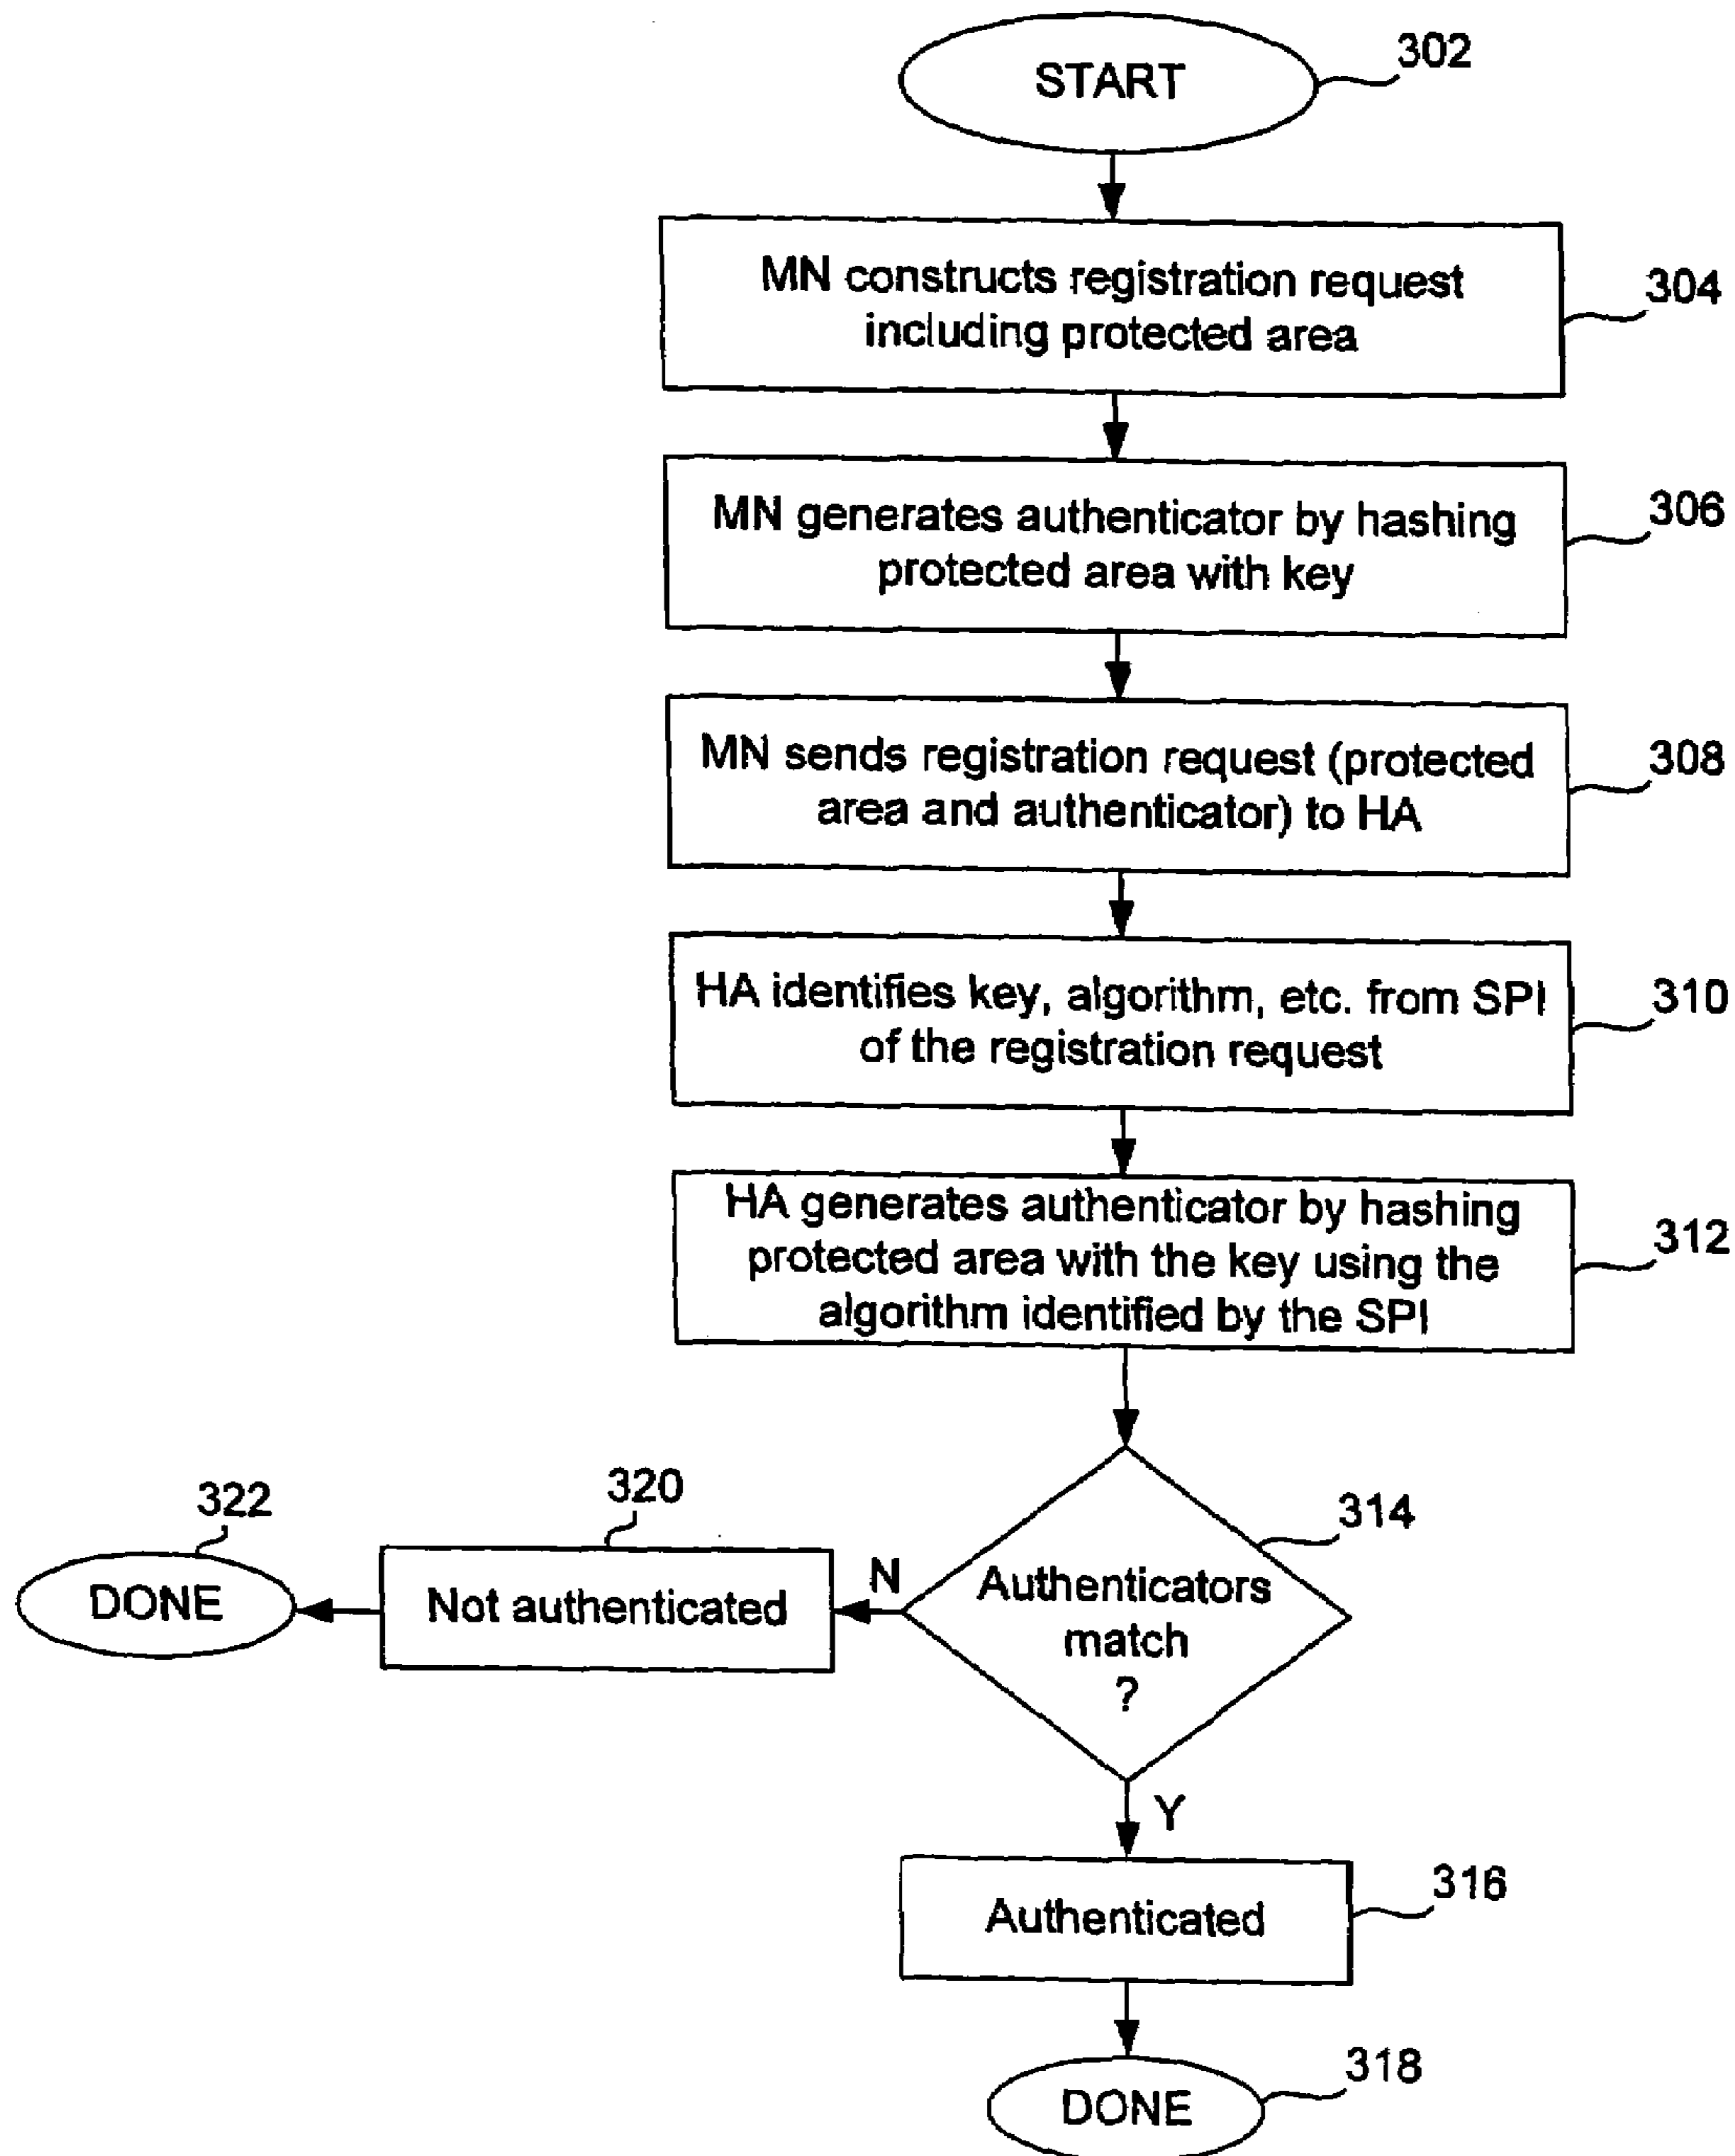 START
302
MN constructs registration request
including protected area
304
MN generates authenticator by hashing
protected area with key
306
MN sends registration request (protected
area and authenticator) to HA
308
HA identifies key, algorithm, etc. from SPI
of the registration request
310
HA generates authenticator by hashing
protected area with the key using the
algorithm identified by the SPI
312
Authenticators
match
?
314
N
Not authenticated
320
DONE
322
Y
Authenticated
316
DONE
318